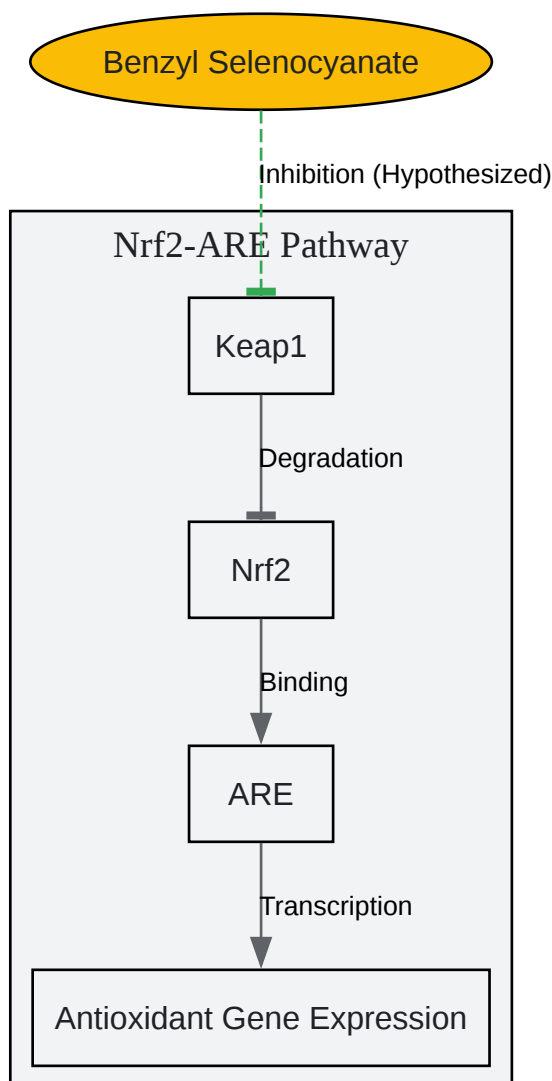 Benzyl Selenocyanate
Inhibition (Hypothesized)
Nrf2-ARE Pathway
Keap1
Degradation
Nrf2
Binding
ARE
Transcription
Antioxidant Gene Expression